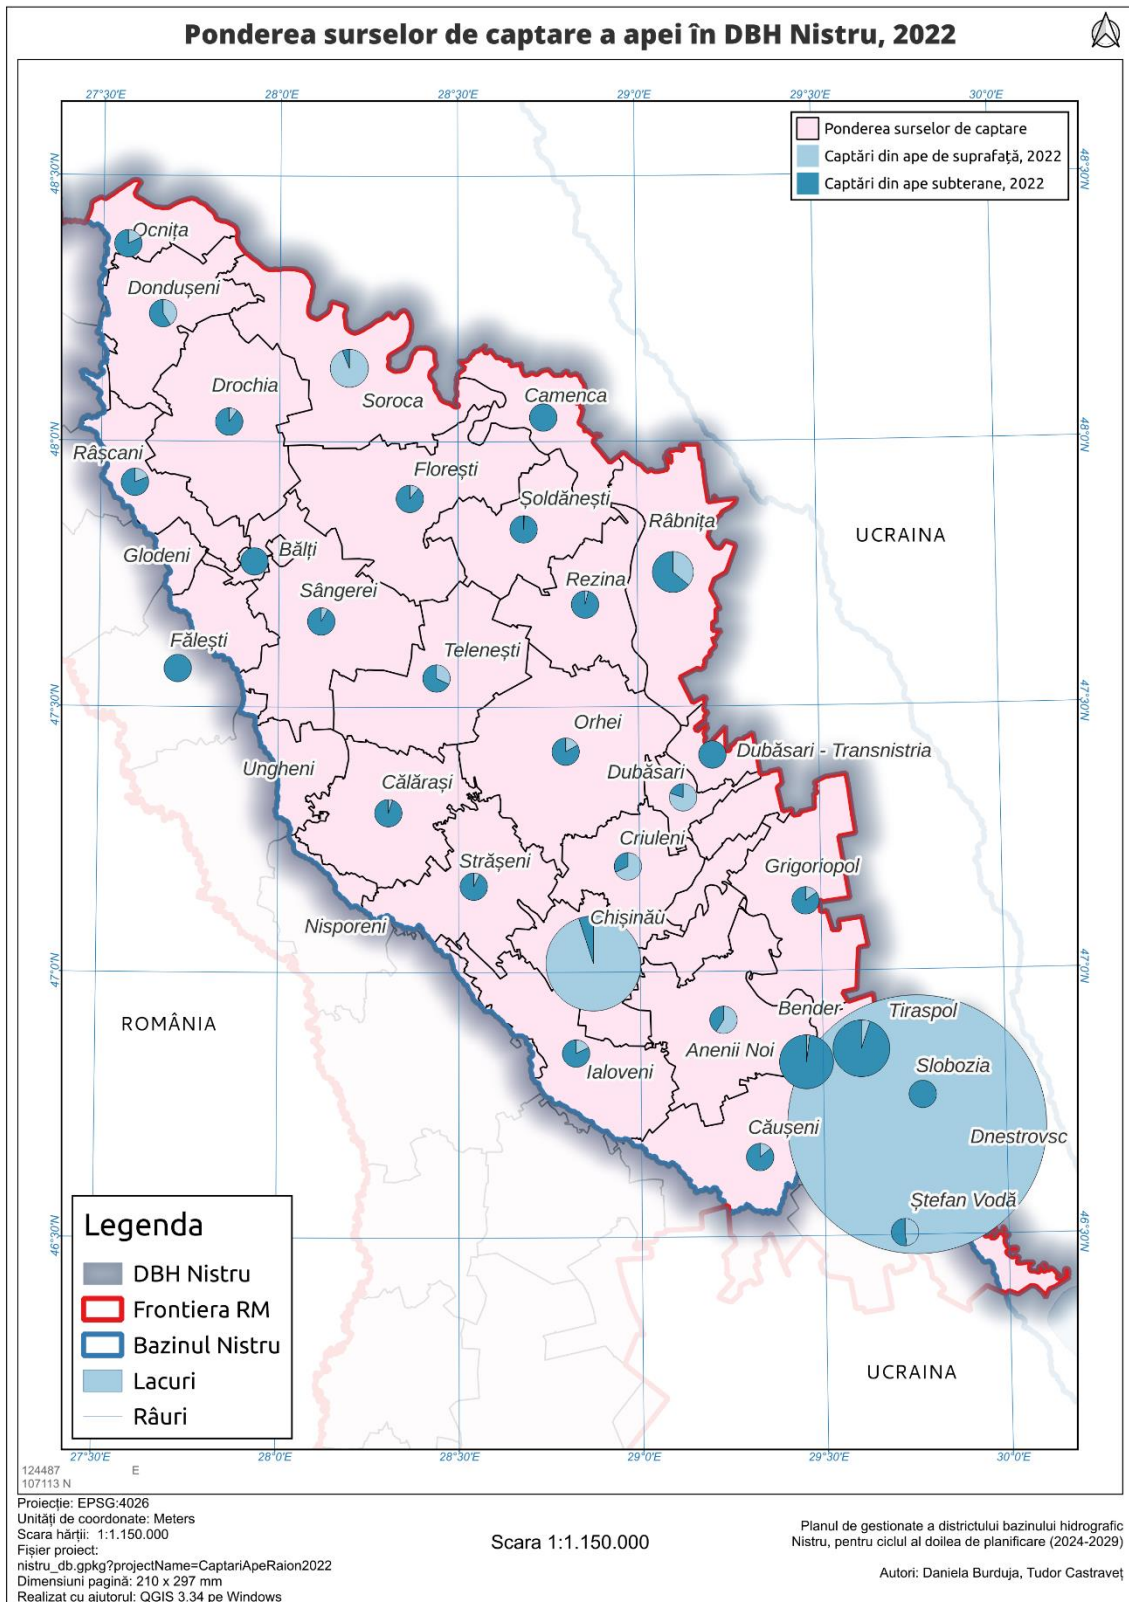 Ponderea surselor de captare a apei în DBH Nistru, 2022
27°30'E 28°0'E 28°30'E 29°0'E 29°30'E 30°0'E
Ponderea surselor de captare
Captări din ape de suprafață, 2022
Captări din ape subterane, 2022
48°30'N
48°30'N
Ocnița
Dondușeni
Drochia
Soroca
Camenca
48°0'N
48°0'N
Râșcani
Florești
Șoldănești
Râbnița
UCRAINA
Glodeni
Bălți
Sângerei
Rezina
Fălești
Telenești
47°30'N
47°30'N
Orhei
Dubăsari - Transnistria
Ungheni
Dubăsari
Călărași
Criuleni
Strășeni
Grigoriopol
Nisporeni
Chișinău
47°0'N
47°0'N
ROMÂNIA
Bender
Tiraspol
Anenii Noi
Ialoveni
Slobozia
Căușeni
Dnestrovsc
Ștefan Vodă
46°30'N
46°30'N
UCRAINA
Legenda
DBH Nistru
Frontiera RM
Bazinul Nistru
Lacuri
Râuri
27°30'E 28°0'E 28°30'E 29°0'E 29°30'E 30°0'E
124487 E
107113 N
Proiecție: EPSG:4026
Unități de coordonate: Meters
Scara hărții: 1:1.150.000
Fișier proiect:
nistru_db.gpkg?projectName=CaptariApeRaion2022
Dimensiuni pagină: 210 x 297 mm
Realizat cu ajutorul: QGIS 3.34 pe Windows
Scara 1:1.150.000
Planul de gestionate a districtului bazinului hidrografic
Nistru, pentru ciclul al doilea de planificare (2024-2029)
Autori: Daniela Burduja, Tudor Castraveț